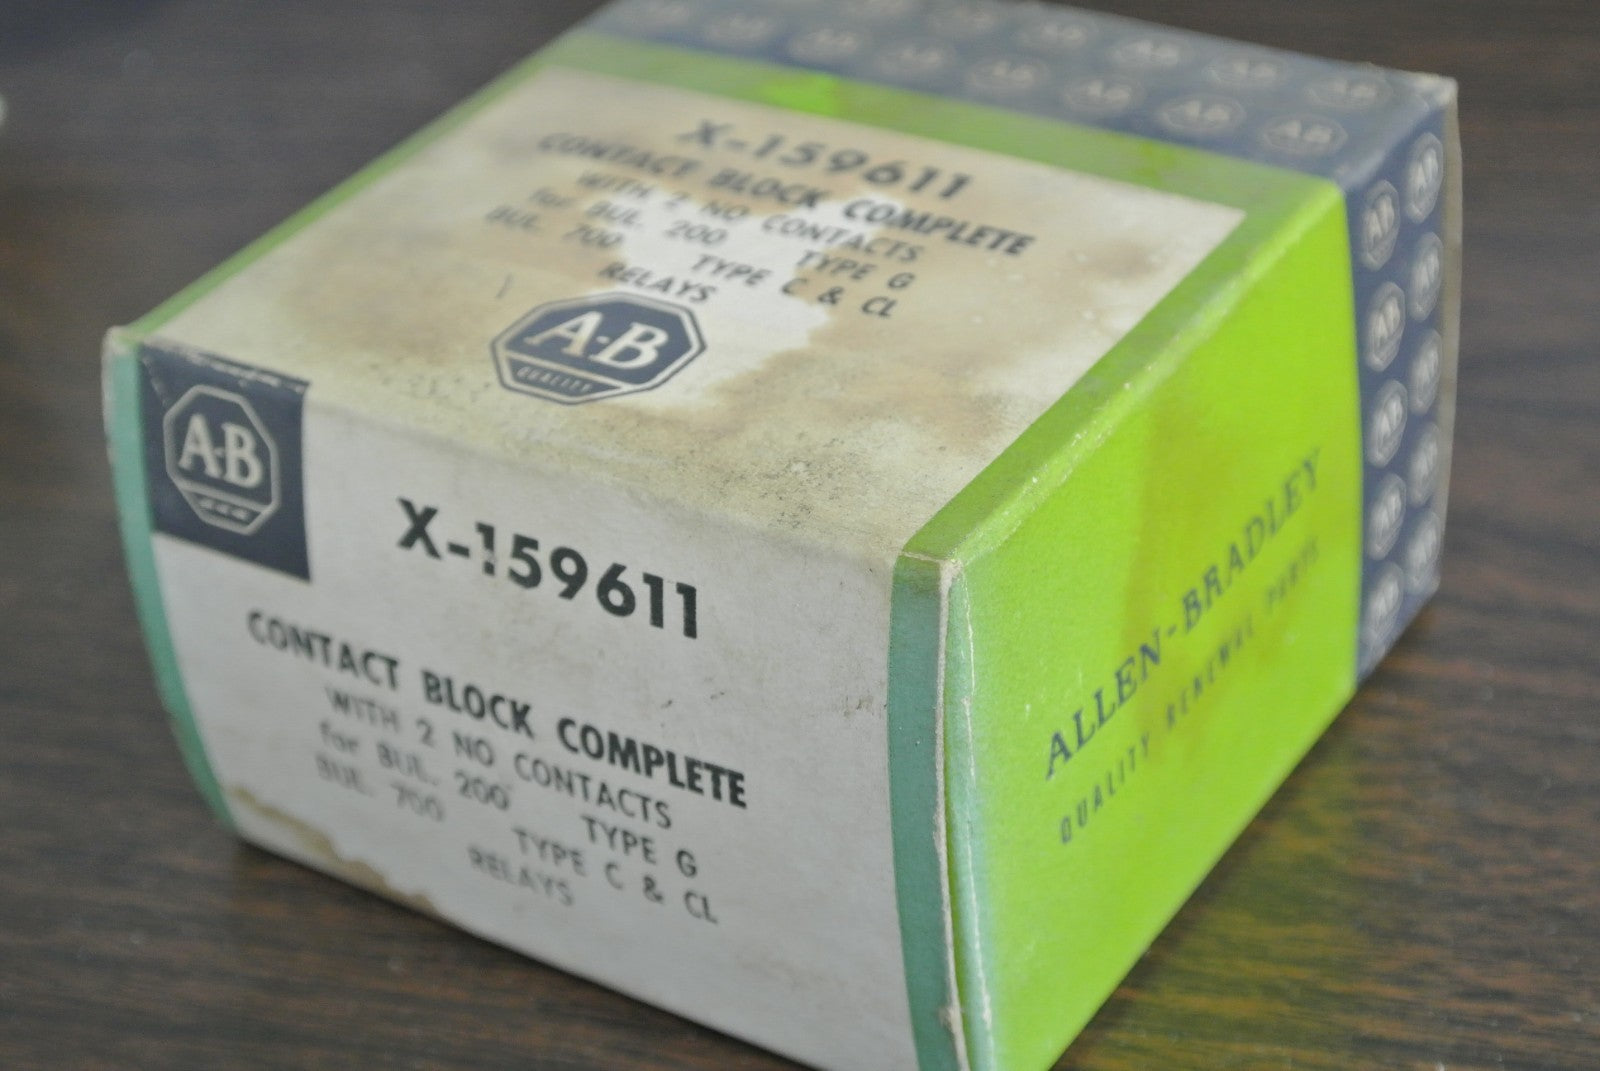 X-159611
CONTACT BLOCK COMPLETE
WITH 2 NO CONTACTS
for BUL. 200 TYPE G
BUL. 700 TYPE C & CL
RELAYS
A-B
QUALITY
A-B
X-159611
CONTACT BLOCK COMPLETE
WITH 2 NO CONTACTS
for BUL. 200 TYPE G
BUL. 700 TYPE C & CL
RELAYS
ALLEN-BRADLEY
QUALITY RENEWAL PARTS